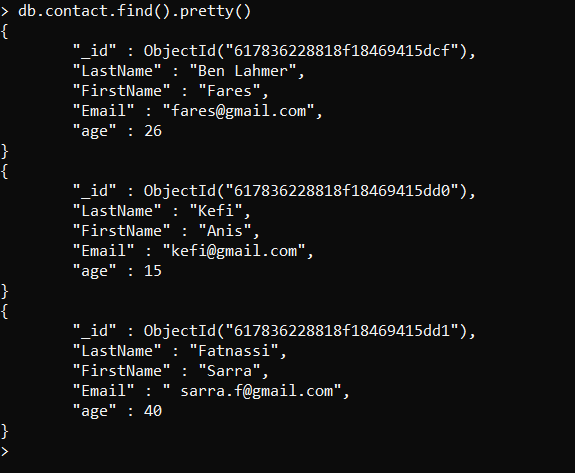 > db.contact.find().pretty()
{
        "_id" : ObjectId("617836228818f18469415dcf"),
        "LastName" : "Ben Lahmer",
        "FirstName" : "Fares",
        "Email" : "fares@gmail.com",
        "age" : 26
}
{
        "_id" : ObjectId("617836228818f18469415dd0"),
        "LastName" : "Kefi",
        "FirstName" : "Anis",
        "Email" : "kefi@gmail.com",
        "age" : 15
}
{
        "_id" : ObjectId("617836228818f18469415dd1"),
        "LastName" : "Fatnassi",
        "FirstName" : "Sarra",
        "Email" : " sarra.f@gmail.com",
        "age" : 40
}
>